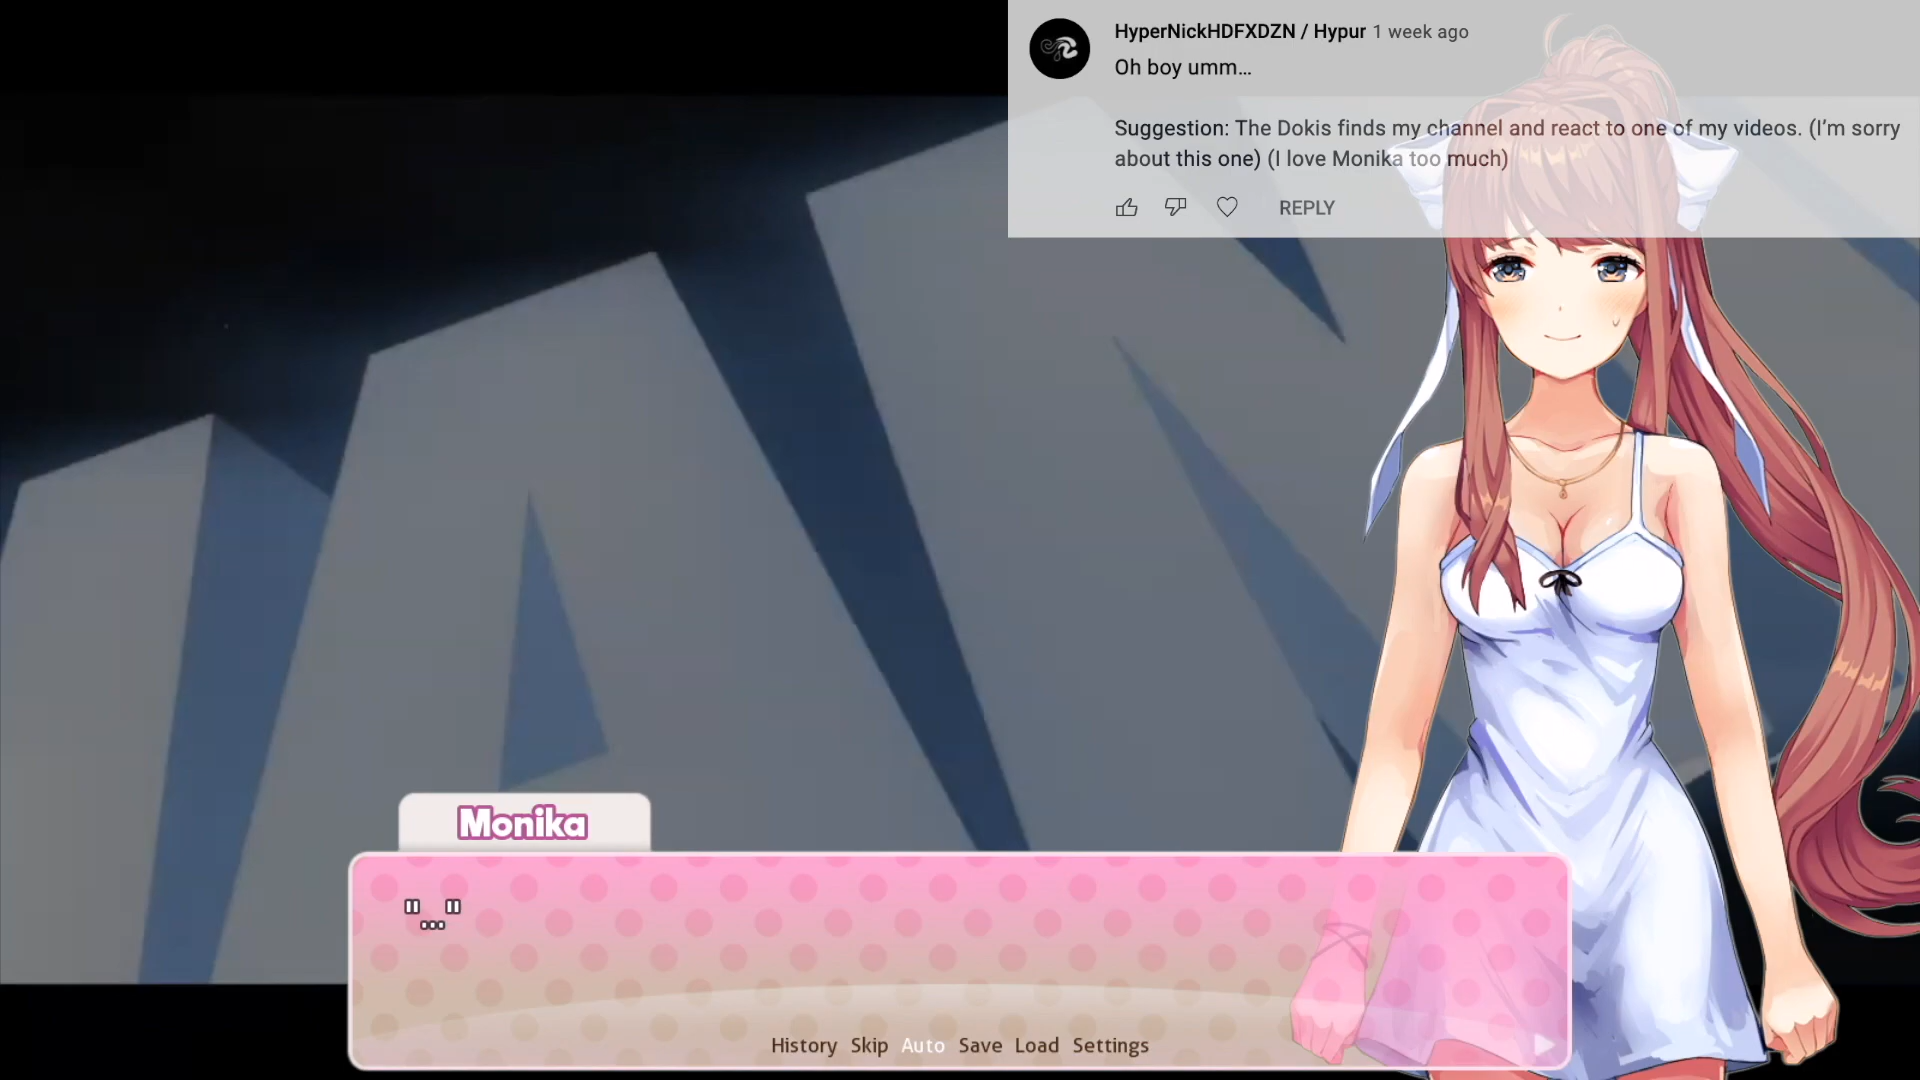 HyperNickHDFXDZN / Hypur 1 week ago
Oh boy umm…
Suggestion: The Dokis finds my channel and react to one of my videos. (I’m sorry
about this one) (I love Monika too much)
REPLY
Monika
"..."
History Skip Auto Save Load Settings